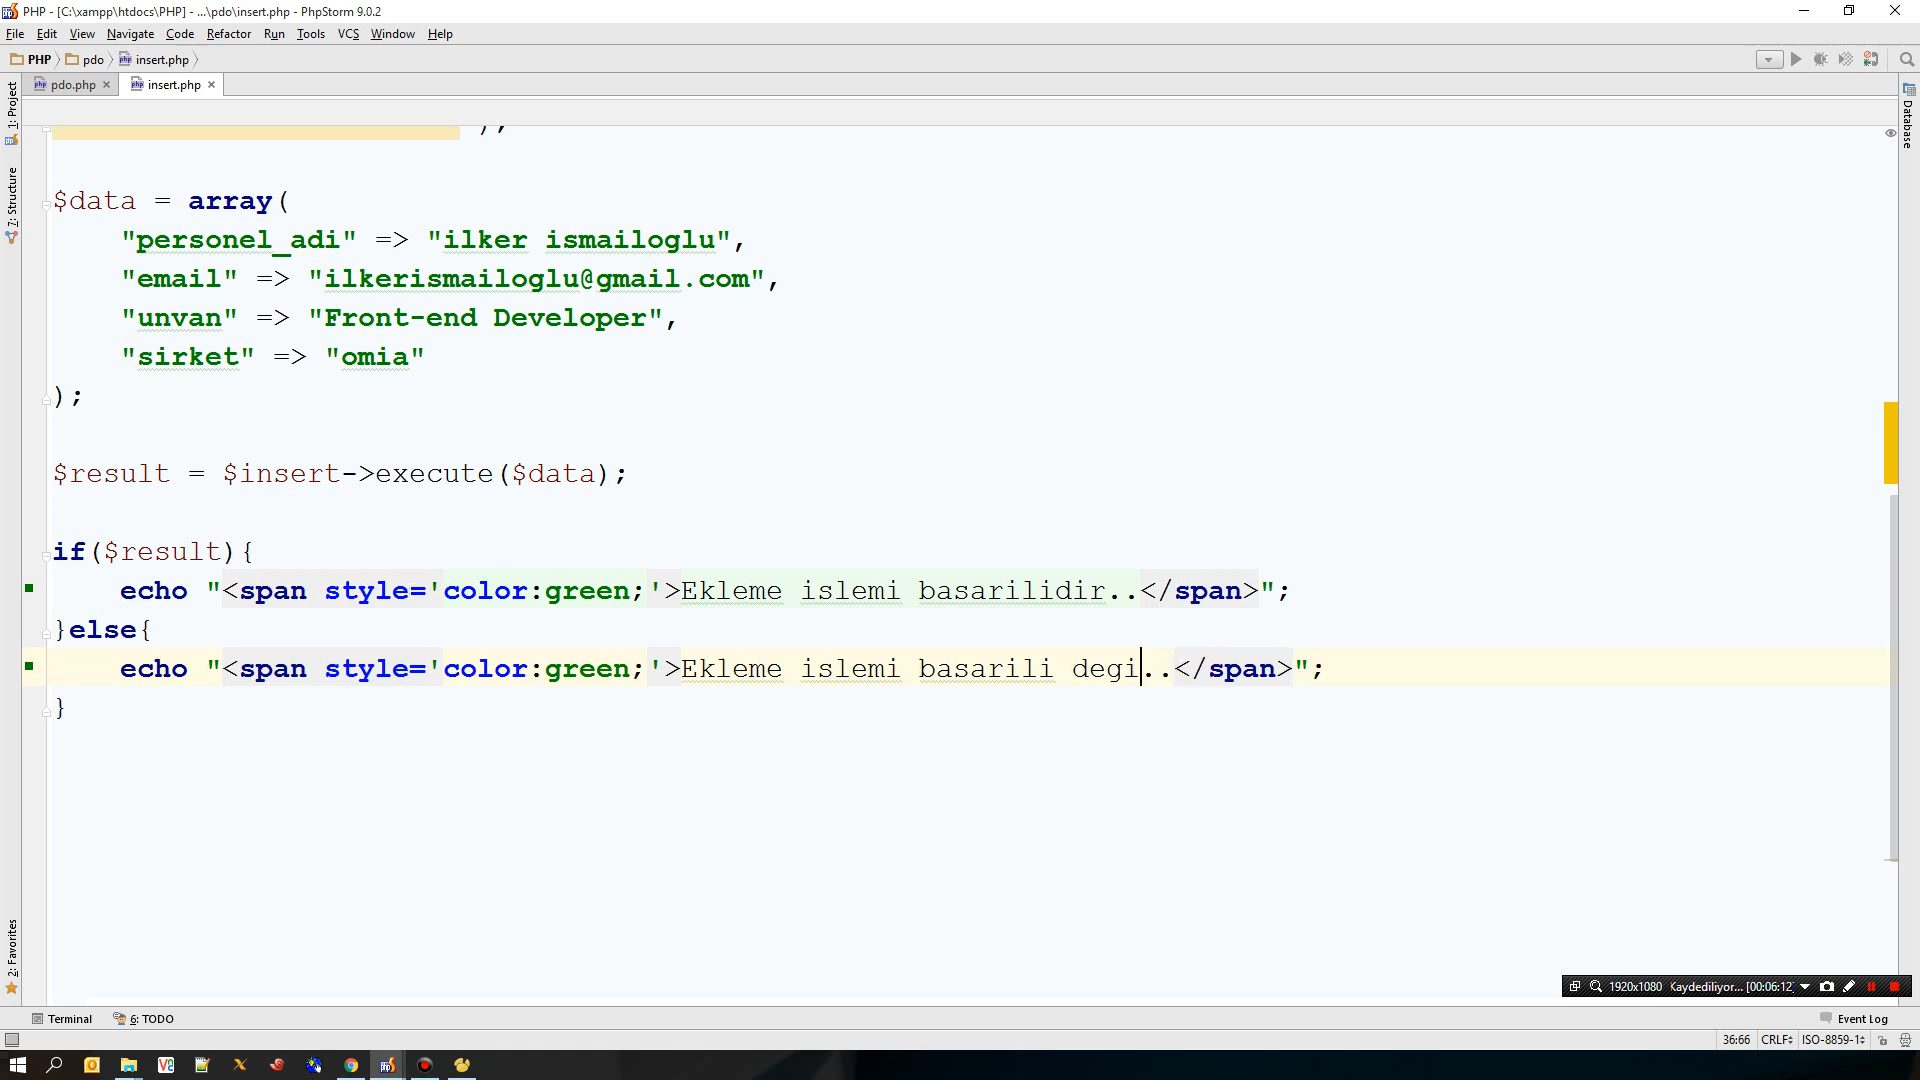 PHP - [C:\xampp\htdocs\PHP] - ...\pdo\insert.php - PhpStorm 9.0.2
File Edit View Navigate Code Refactor Run Tools VCS Window Help
PHP pdo insert.php
pdo.php insert.php
1: Project
7: Structure
2: Favorites
Database
$data = array(
"personel_adi" => "ilker ismailoglu",
"email" => "ilkerismailoglu@gmail.com",
"unvan" => "Front-end Developer",
"sirket" => "omia"
);
$result = $insert->execute($data);
if($result){
echo "<span style='color:green;'>Ekleme islemi basarilidir..</span>";
}else{
echo "<span style='color:green;'>Ekleme islemi basarili degi..</span>";
}
1920x1080 Kaydediliyor... [00:06:12]
Terminal 6: TODO Event Log
36:66 CRLF ISO-8859-1